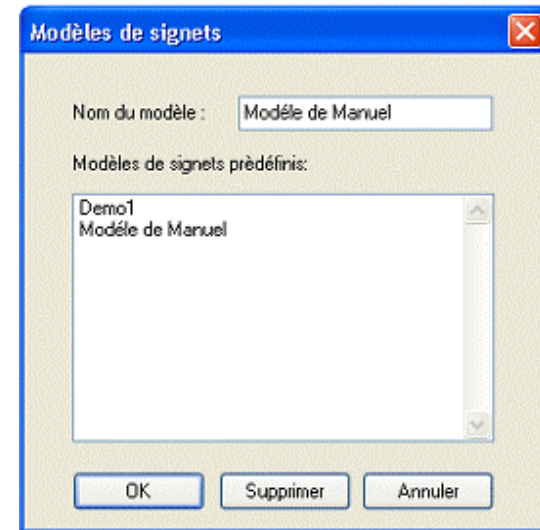 Modèles de signets
Nom du modèle : Modéle de Manuel
Modèles de signets prèdéfinis:
Demo1
Modéle de Manuel
OK Supprimer Annuler